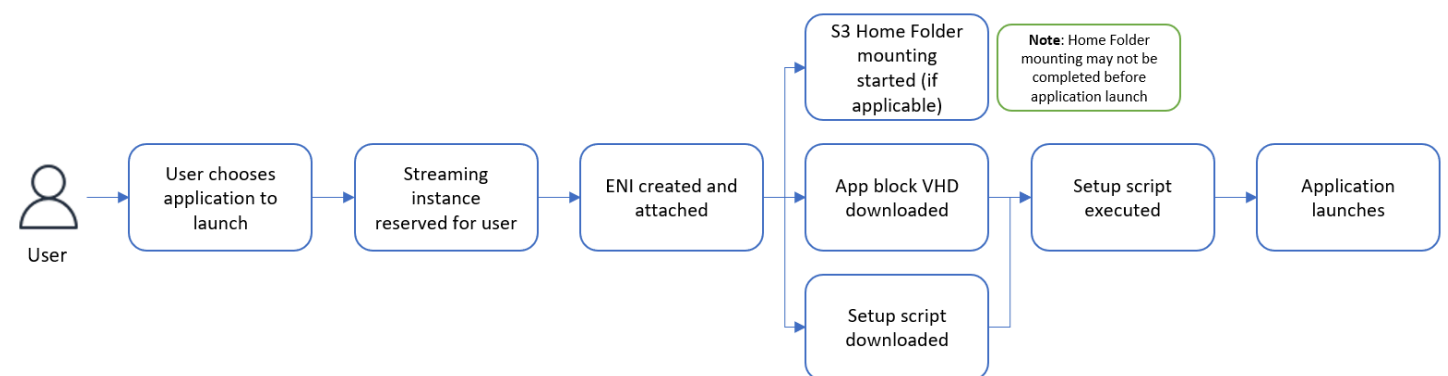 User
User chooses
application to
launch
Streaming
instance
reserved for user
ENI created and
attached
S3 Home Folder
mounting
started (if
applicable)
Note: Home Folder
mounting may not be
completed before
application launch
App block VHD
downloaded
Setup script
downloaded
Setup script
executed
Application
launches